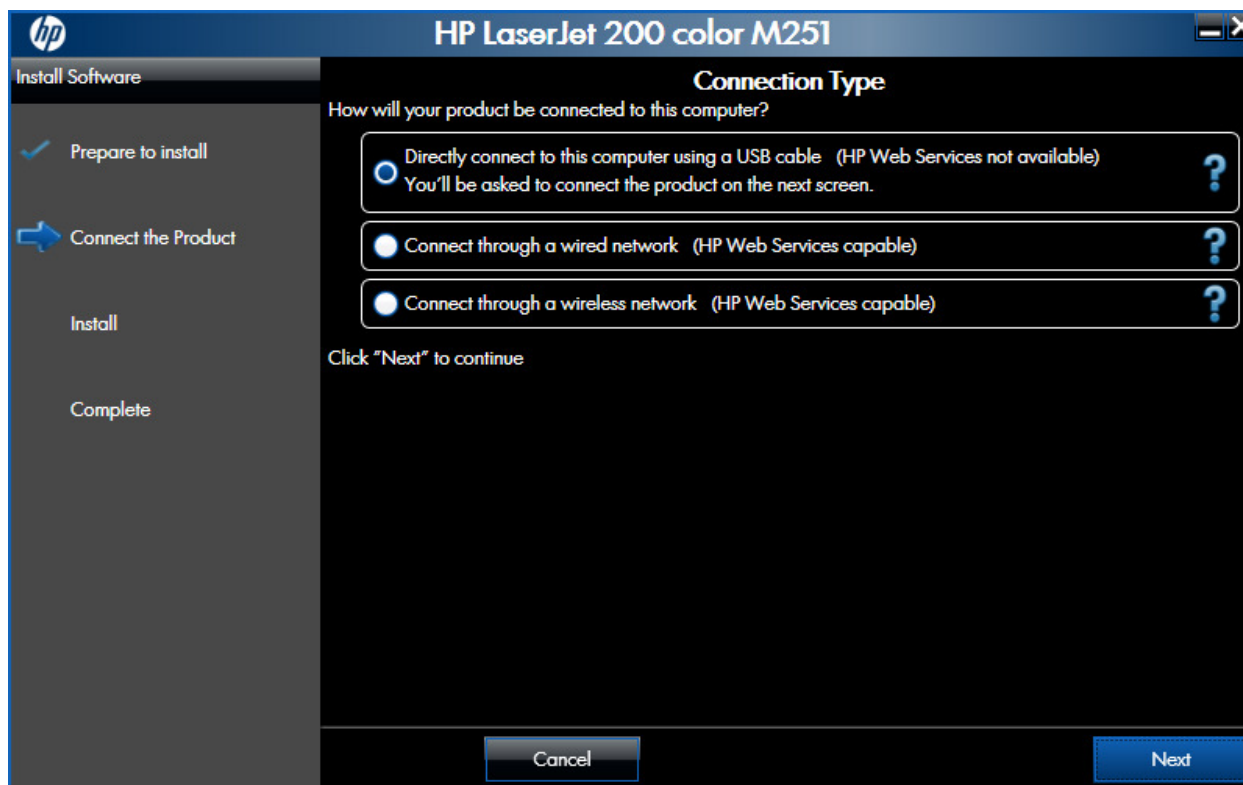 hp
HP LaserJet 200 color M251
Install Software
Prepare to install
Connect the Product
Install
Complete
Connection Type
How will your product be connected to this computer?
Directly connect to this computer using a USB cable (HP Web Services not available)
You'll be asked to connect the product on the next screen.
?
Connect through a wired network (HP Web Services capable)
?
Connect through a wireless network (HP Web Services capable)
?
Click "Next" to continue
Cancel
Next